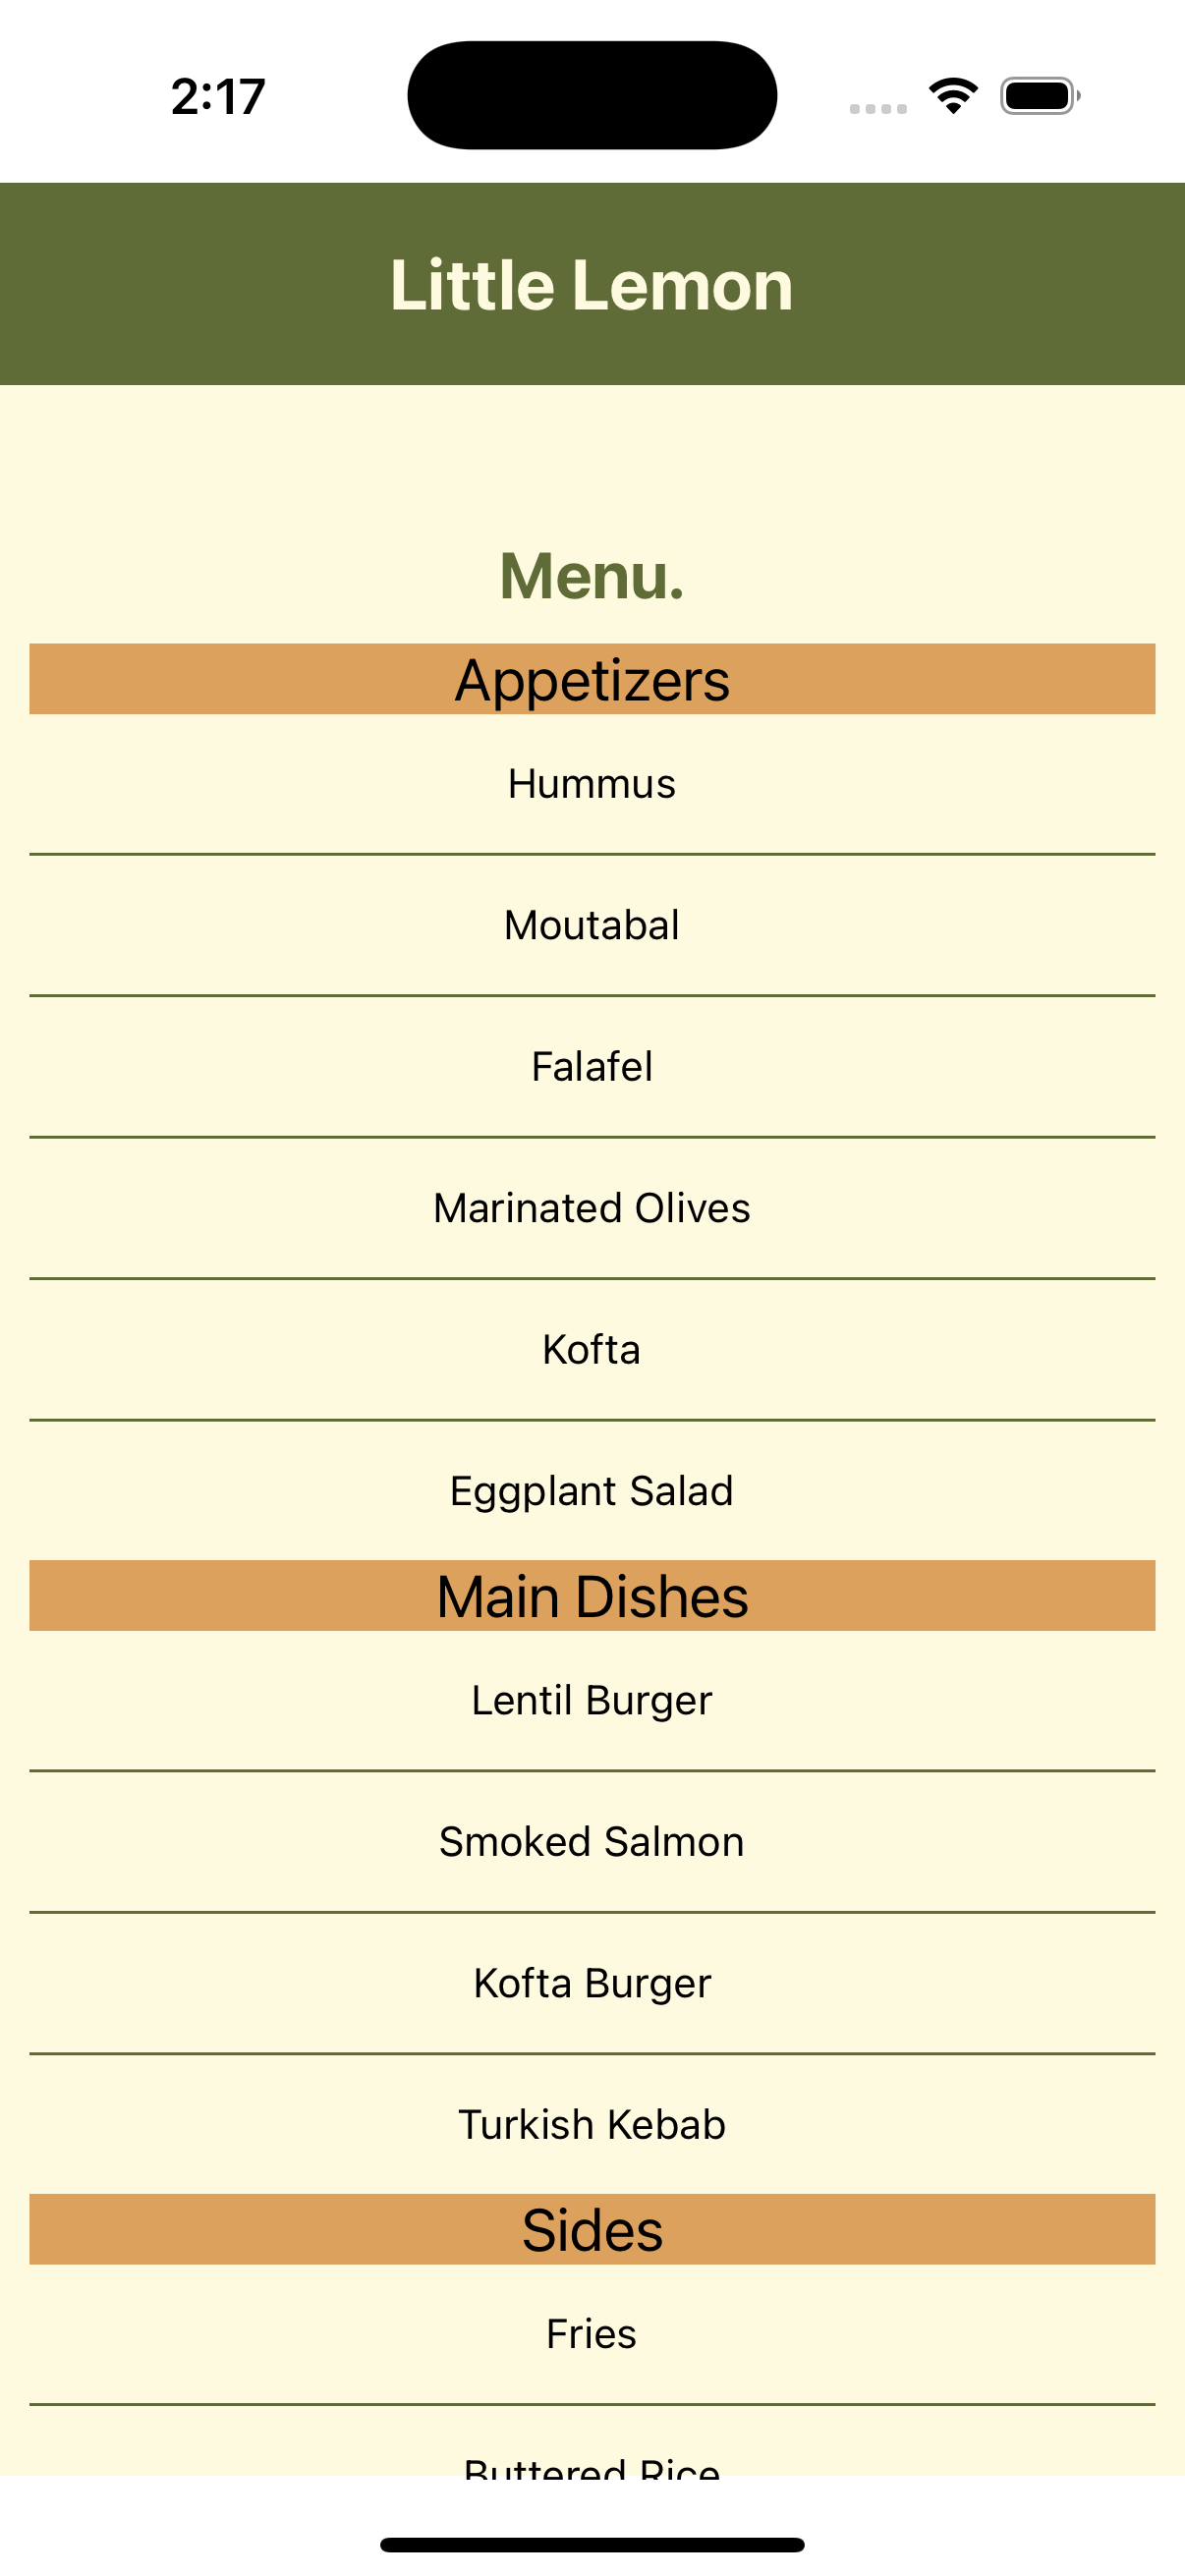 2:17
Little Lemon
Menu.
Appetizers
Hummus
Moutabal
Falafel
Marinated Olives
Kofta
Eggplant Salad
Main Dishes
Lentil Burger
Smoked Salmon
Kofta Burger
Turkish Kebab
Sides
Fries
Buttered Rice